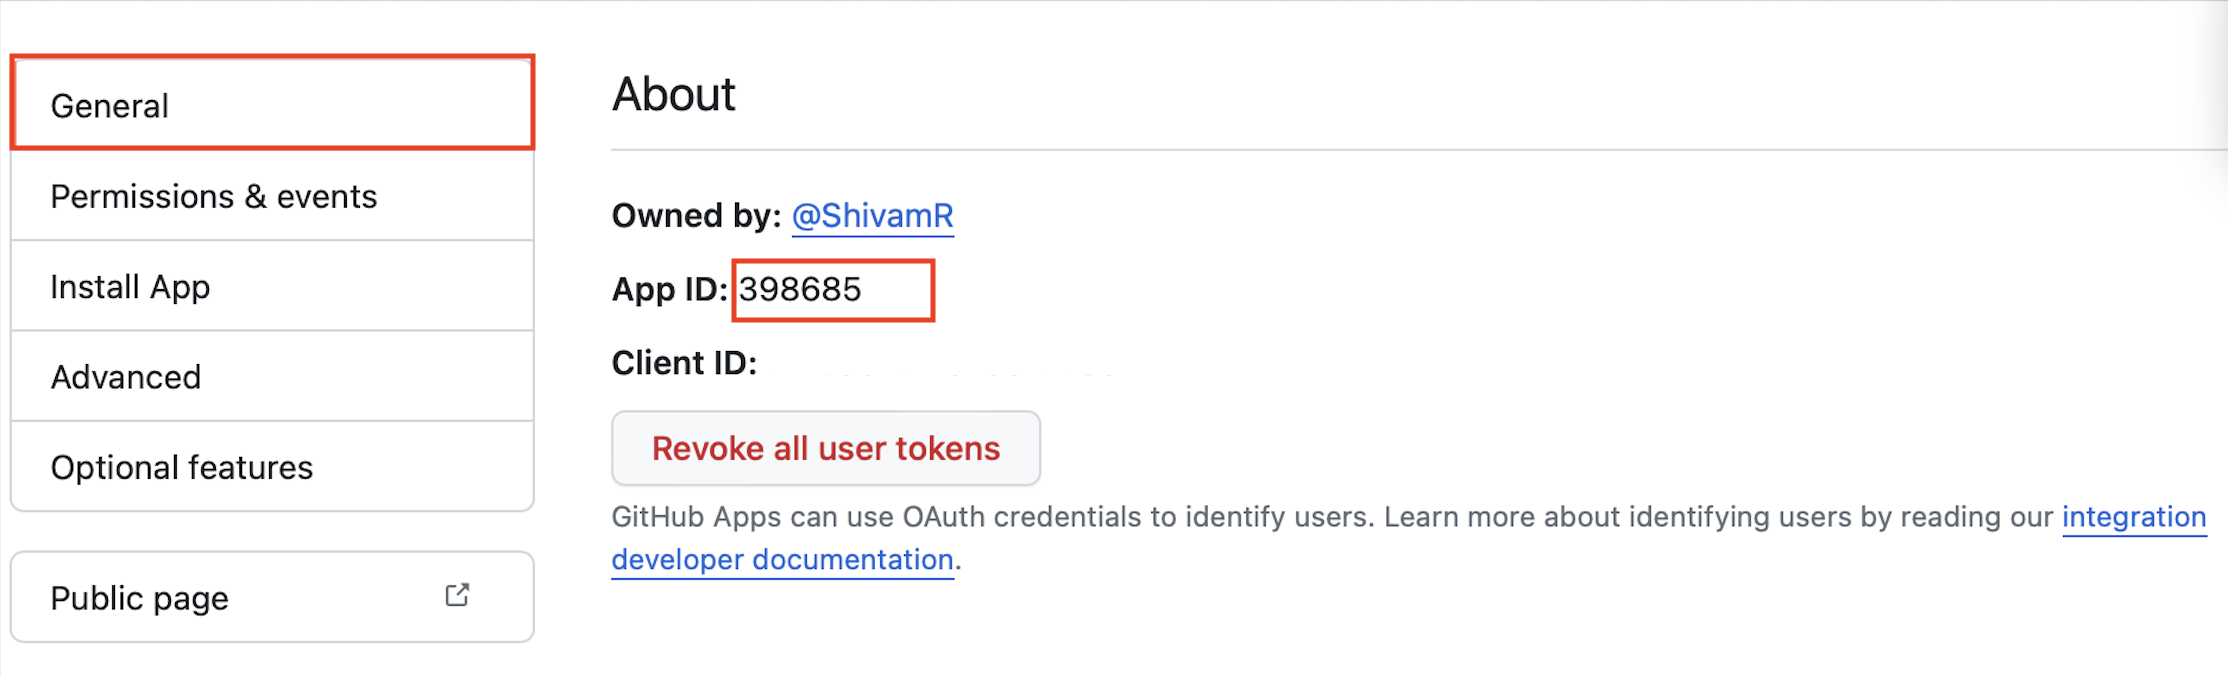 General
Permissions & events
Install App
Advanced
Optional features
Public page
About
Owned by: @ShivamR
App ID: 398685
Client ID:
Revoke all user tokens
GitHub Apps can use OAuth credentials to identify users. Learn more about identifying users by reading our integration
developer documentation.